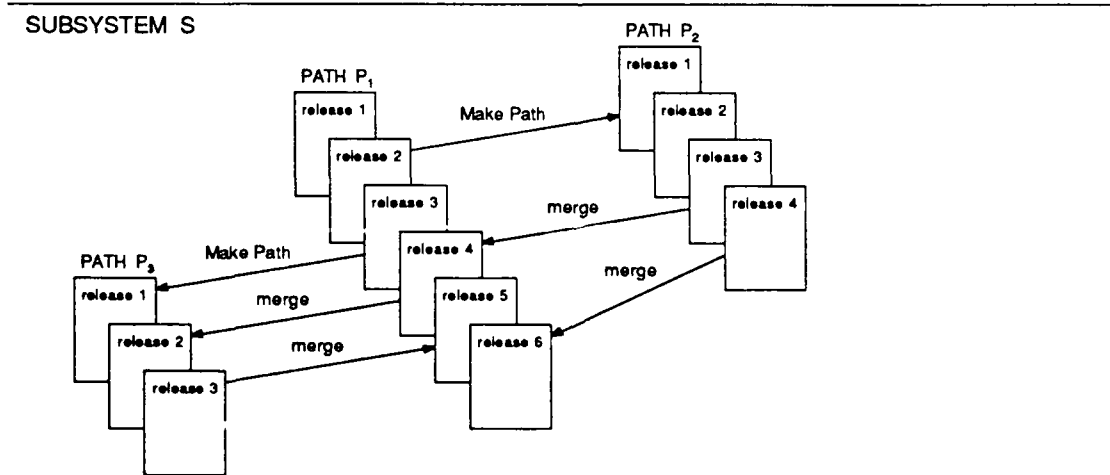 SUBSYSTEM S
PATH P₂
release 1
release 2
release 3
release 4
PATH P₁
release 1
release 2
release 3
release 4
release 5
release 6
Make Path
merge
merge
PATH P₃
release 1
release 2
release 3
Make Path
merge
merge